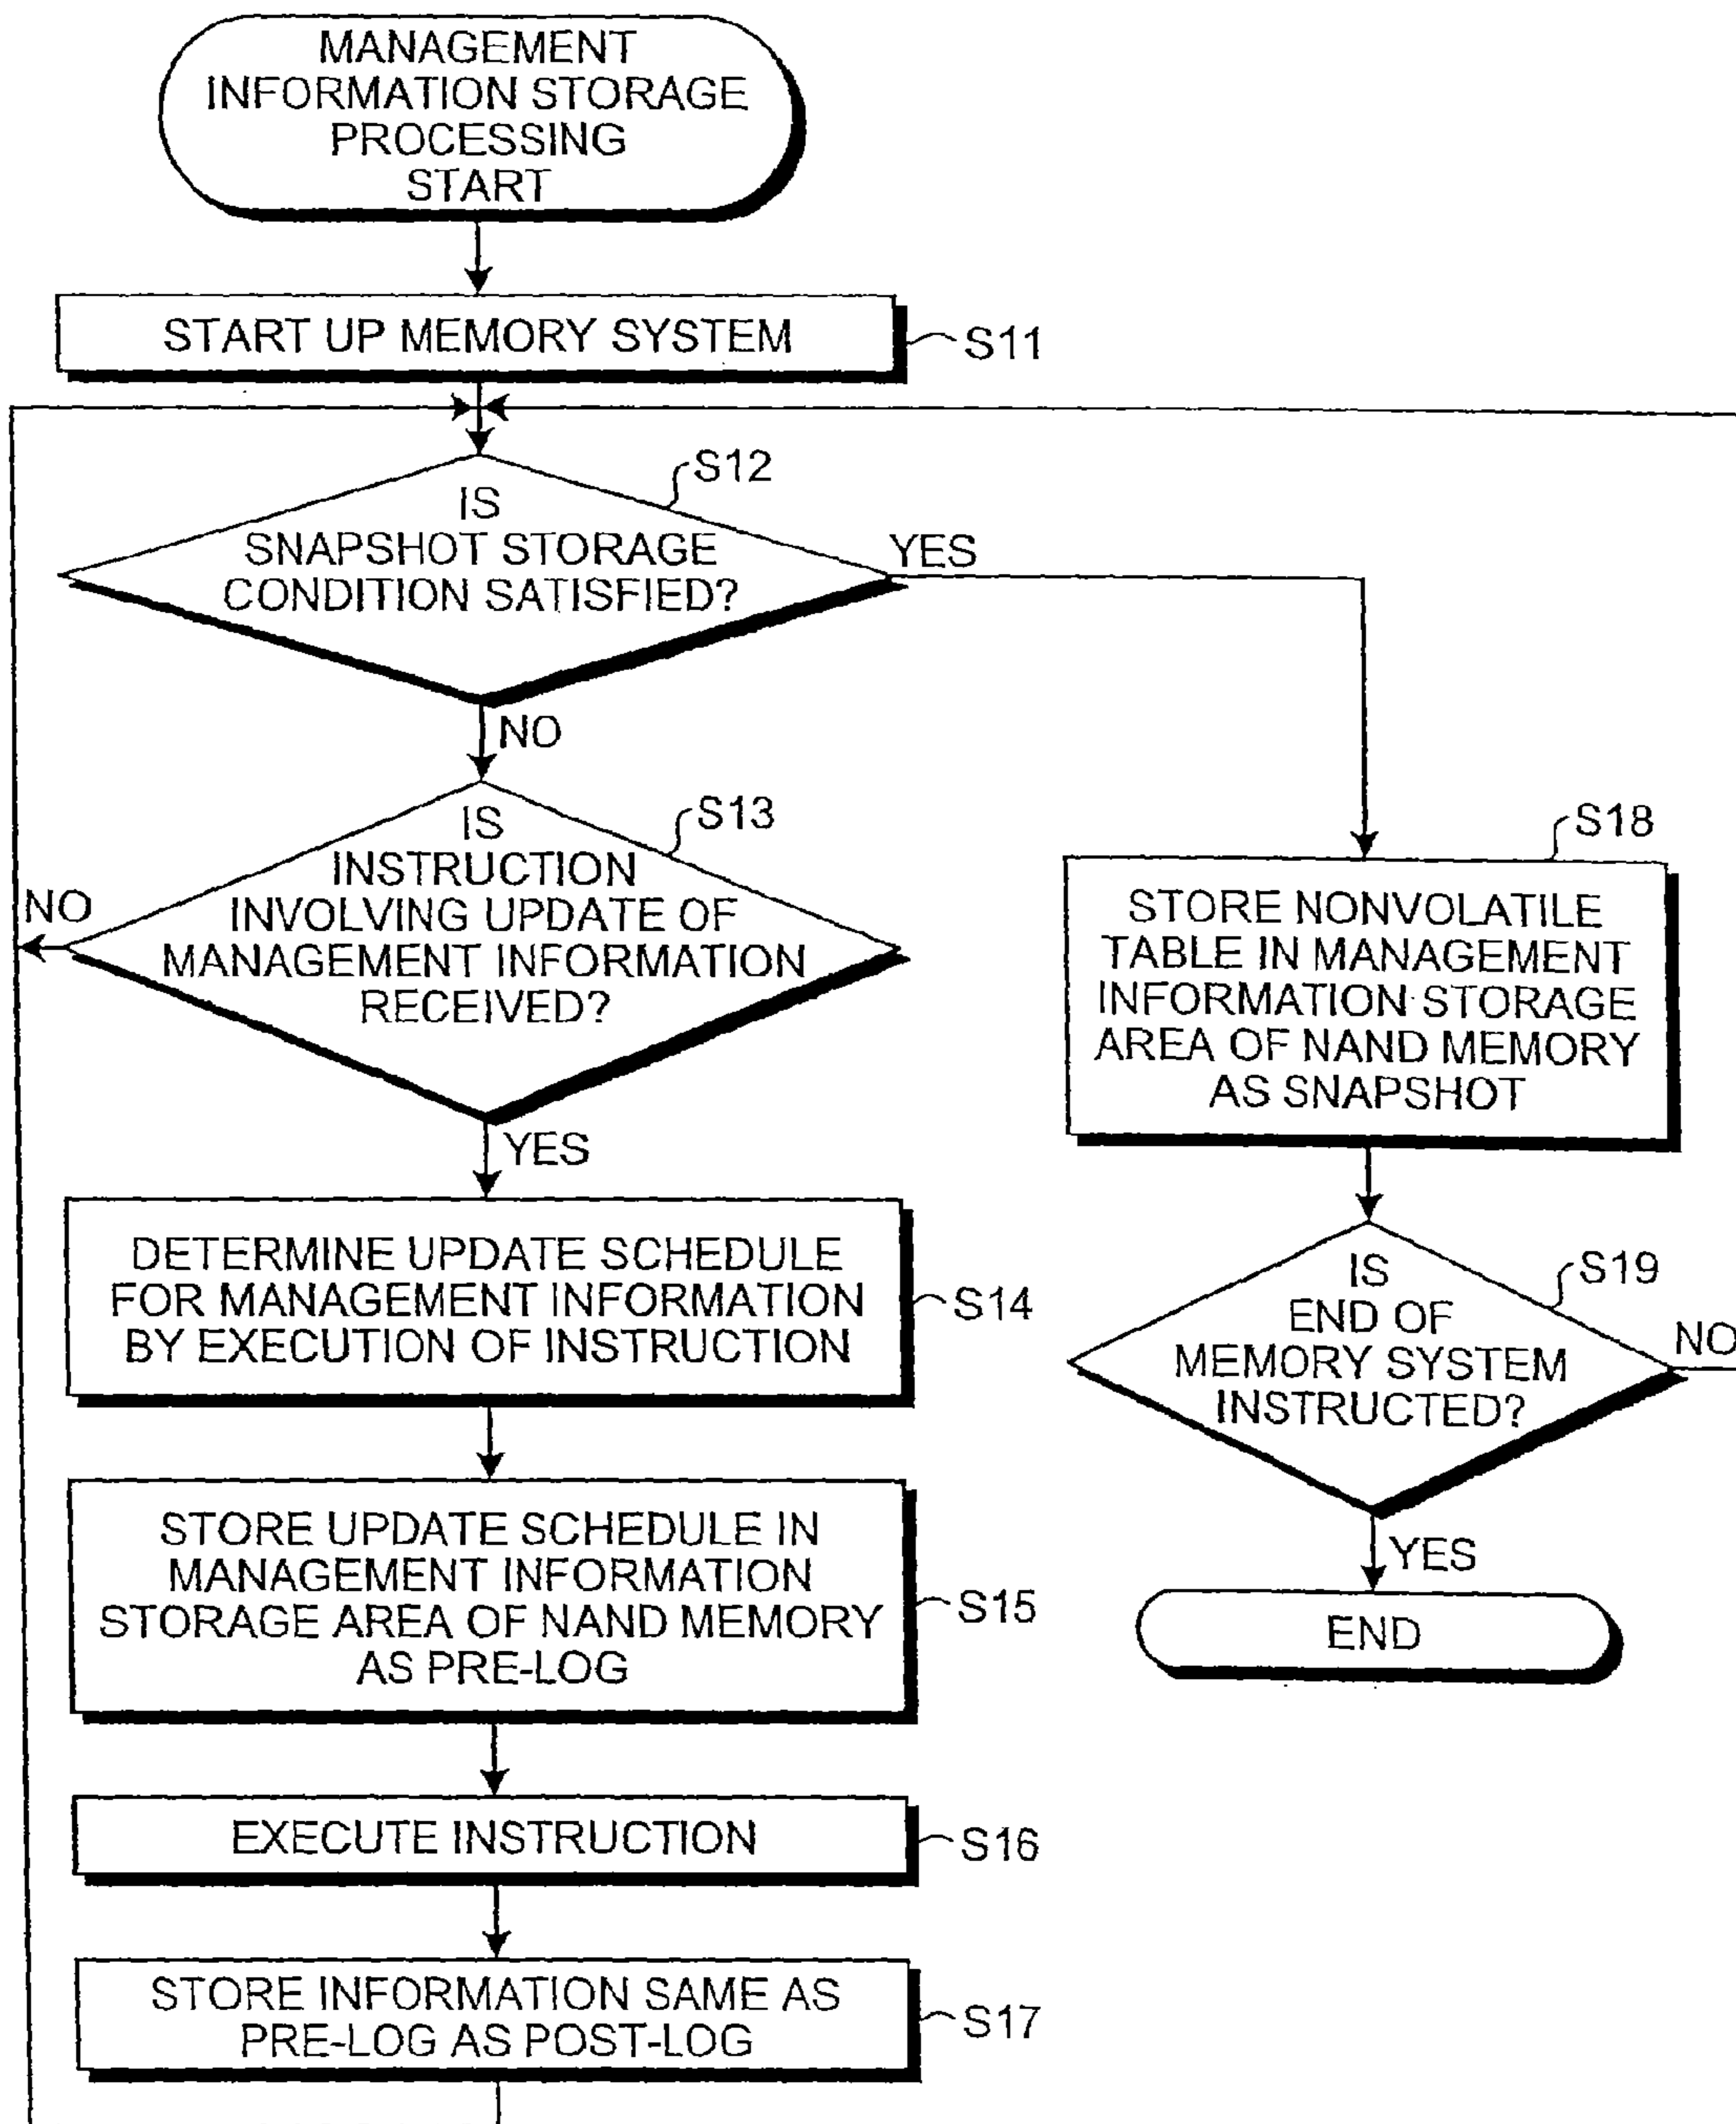 MANAGEMENT
INFORMATION STORAGE
PROCESSING
START
START UP MEMORY SYSTEM
S11
S12
IS
SNAPSHOT STORAGE
CONDITION SATISFIED?
YES
NO
S13
IS
INSTRUCTION
INVOLVING UPDATE OF
MANAGEMENT INFORMATION
RECEIVED?
NO
YES
DETERMINE UPDATE SCHEDULE
FOR MANAGEMENT INFORMATION
BY EXECUTION OF INSTRUCTION
S14
STORE UPDATE SCHEDULE IN
MANAGEMENT INFORMATION
STORAGE AREA OF NAND MEMORY
AS PRE-LOG
S15
EXECUTE INSTRUCTION
S16
STORE INFORMATION SAME AS
PRE-LOG AS POST-LOG
S17
S18
STORE NONVOLATILE
TABLE IN MANAGEMENT
INFORMATION STORAGE
AREA OF NAND MEMORY
AS SNAPSHOT
S19
IS
END OF
MEMORY SYSTEM
INSTRUCTED?
NO
YES
END